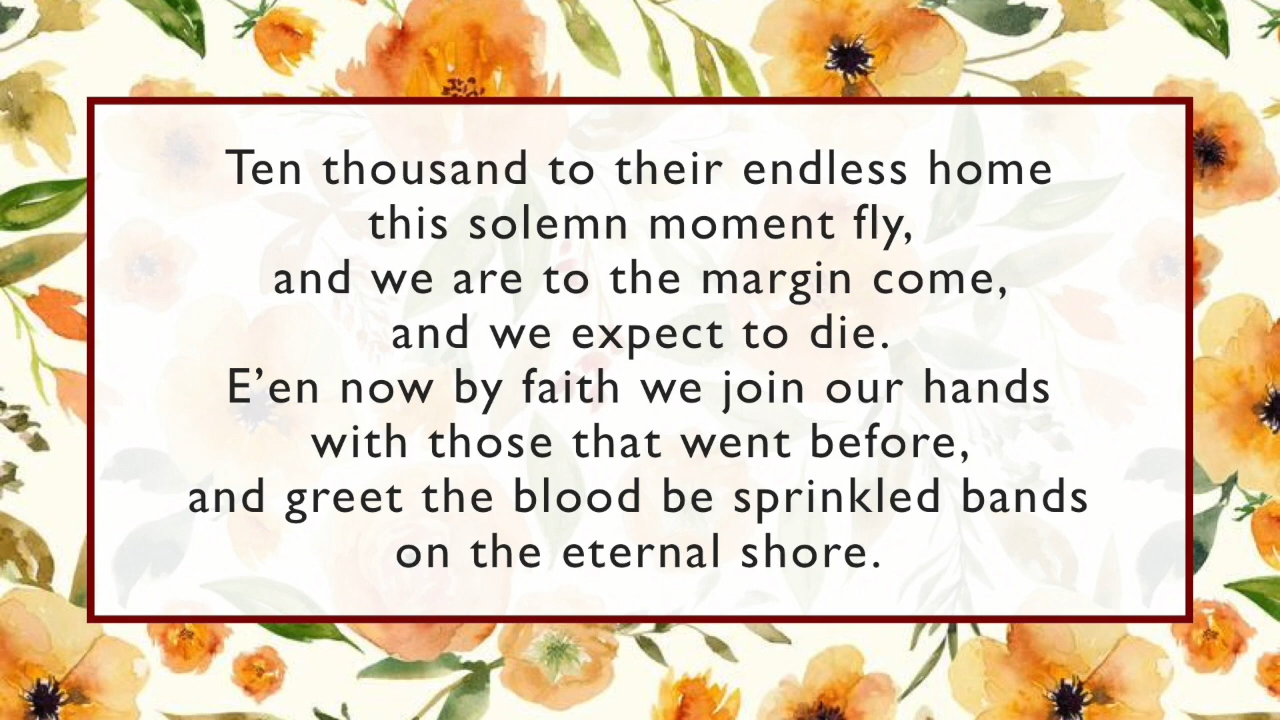 Ten thousand to their endless home
this solemn moment fly,
and we are to the margin come,
and we expect to die.
E’en now by faith we join our hands
with those that went before,
and greet the blood be sprinkled bands
on the eternal shore.